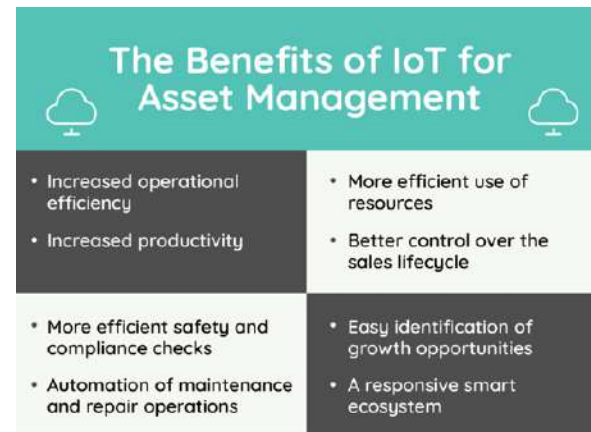 The Benefits of IoT for
Asset Management
• Increased operational
efficiency
• Increased productivity
• More efficient use of
resources
• Better control over the
sales lifecycle
• More efficient safety and
compliance checks
• Automation of maintenance
and repair operations
• Easy identification of
growth opportunities
• A responsive smart
ecosystem